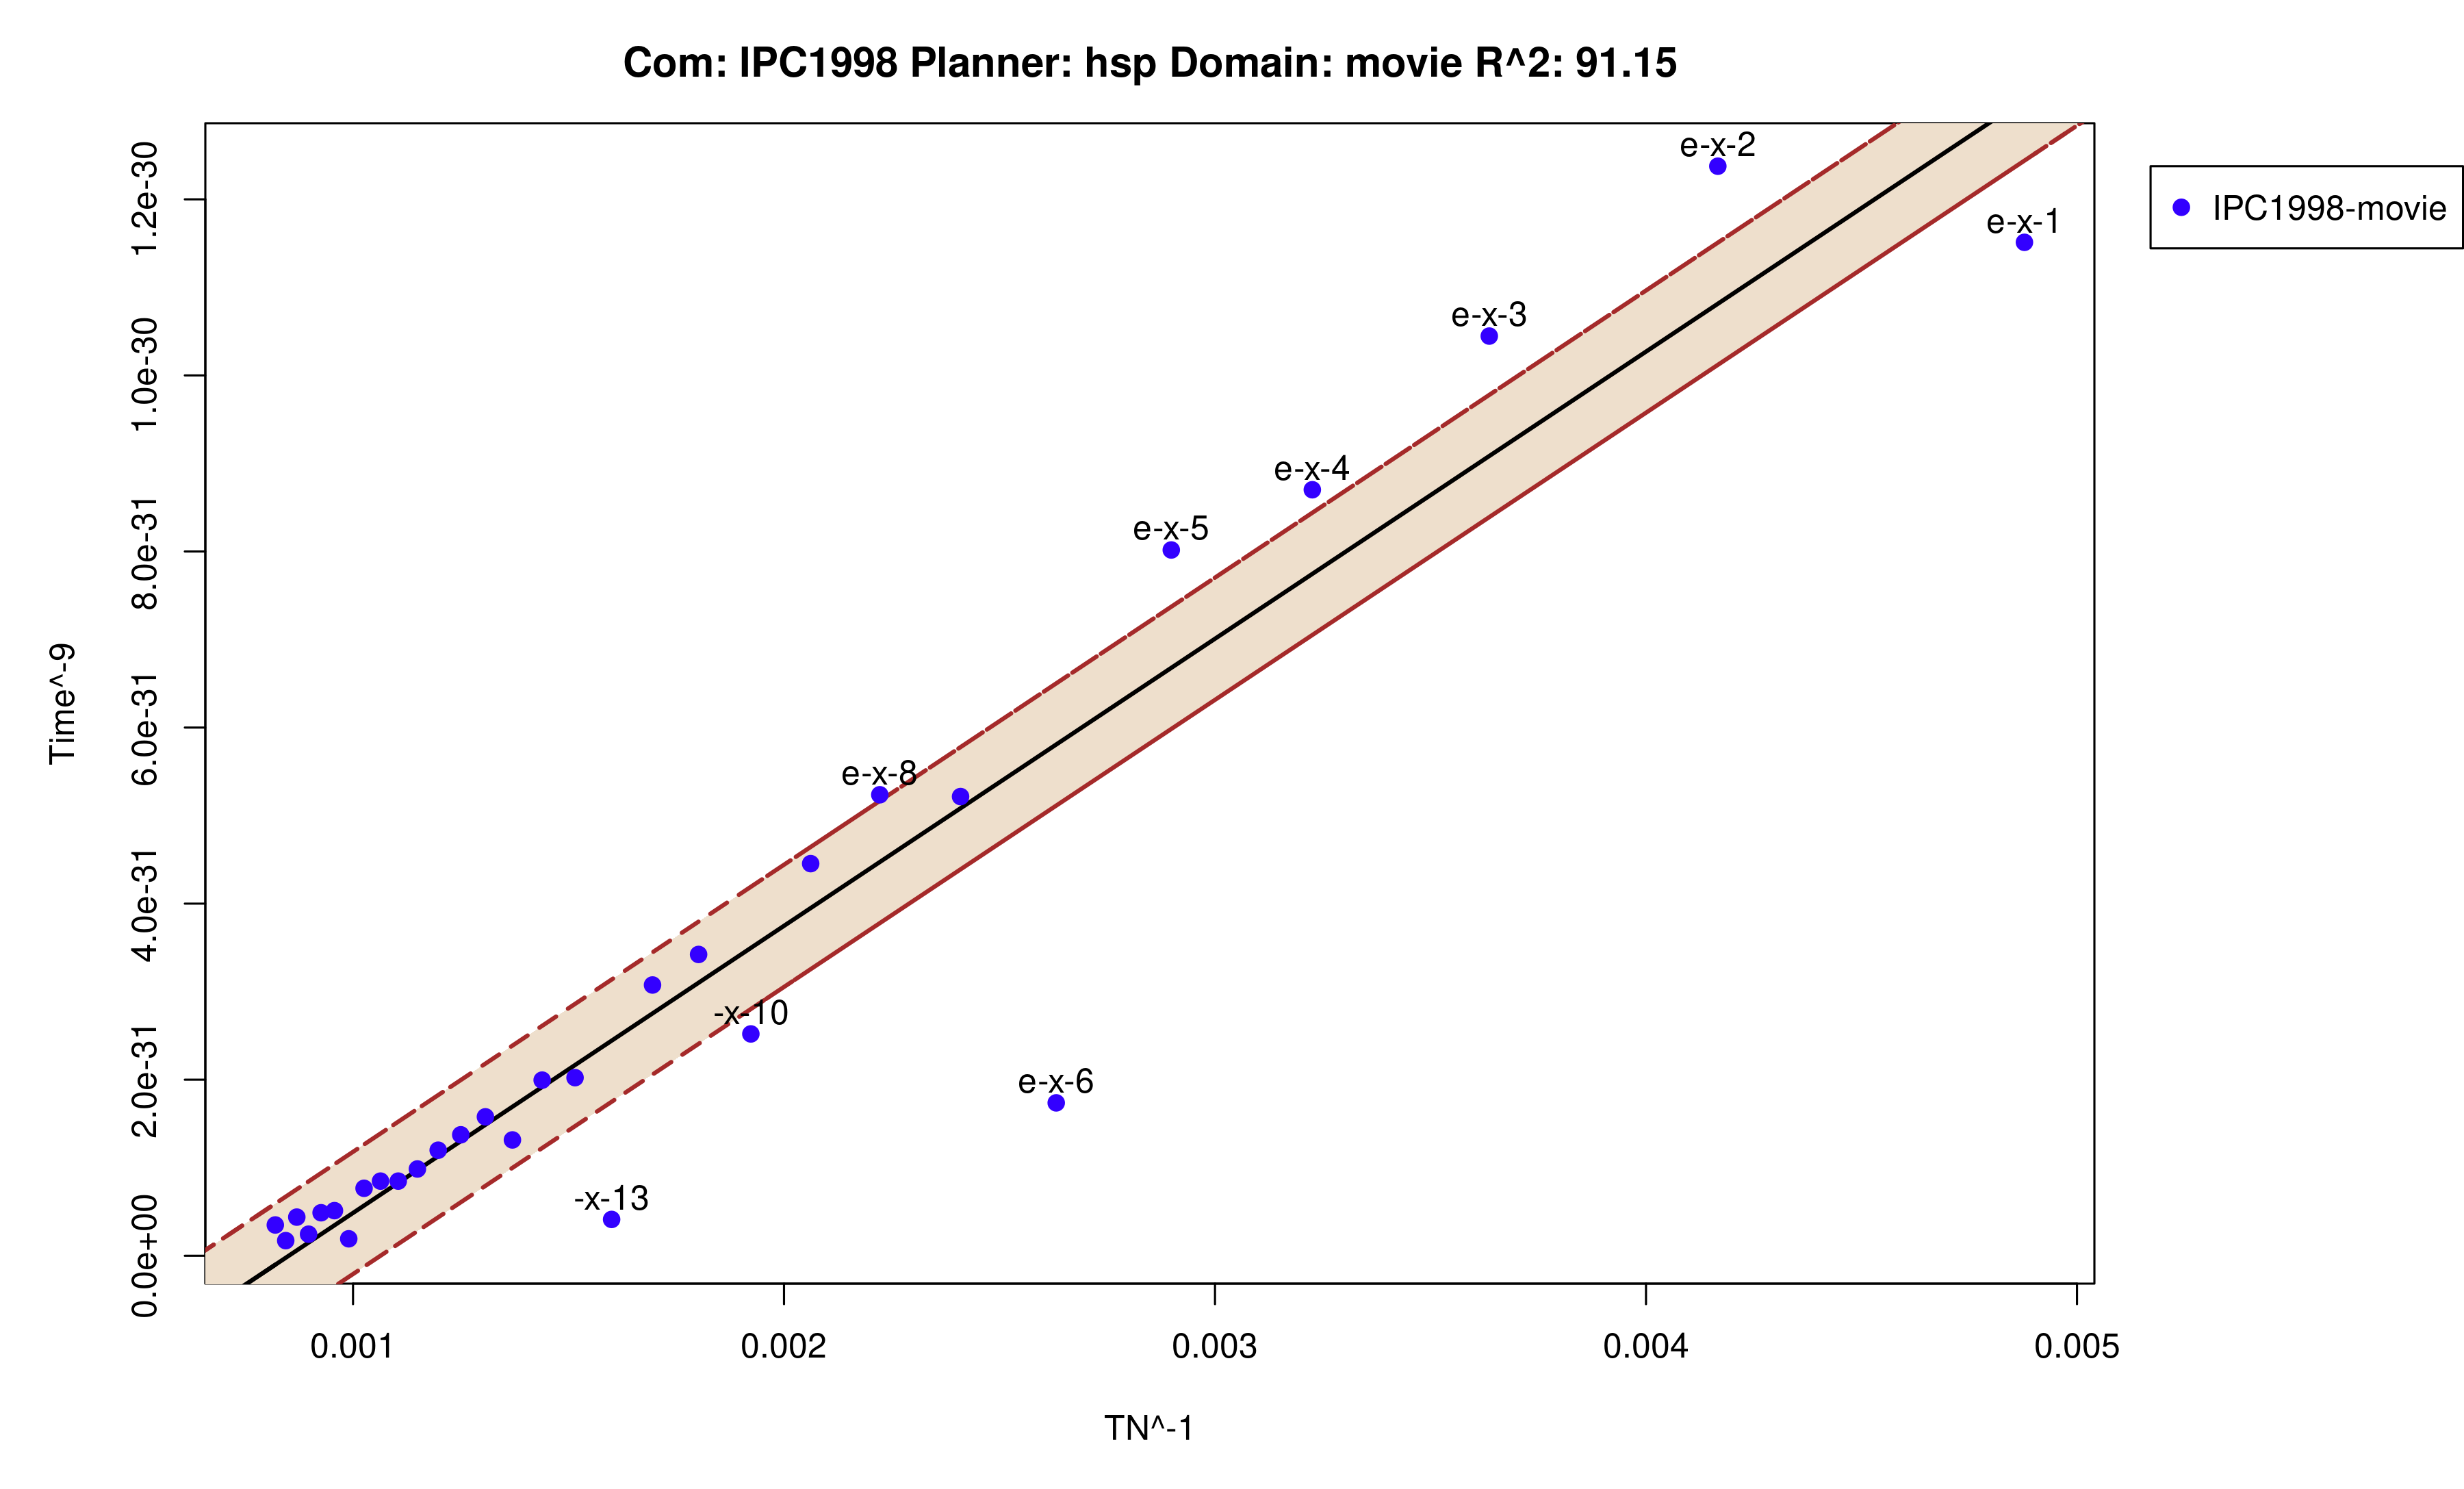 Com: IPC1998 Planner: hsp Domain: movie R^2: 91.15
IPC1998-movie
Time^-9
1.2e-30
1.0e-30
8.0e-31
6.0e-31
4.0e-31
2.0e-31
0.0e+00
e-x-2
e-x-1
e-x-3
e-x-4
e-x-5
e-x-8
-x-10
e-x-6
-x-13
0.001
0.002
0.003
0.004
0.005
TN^-1